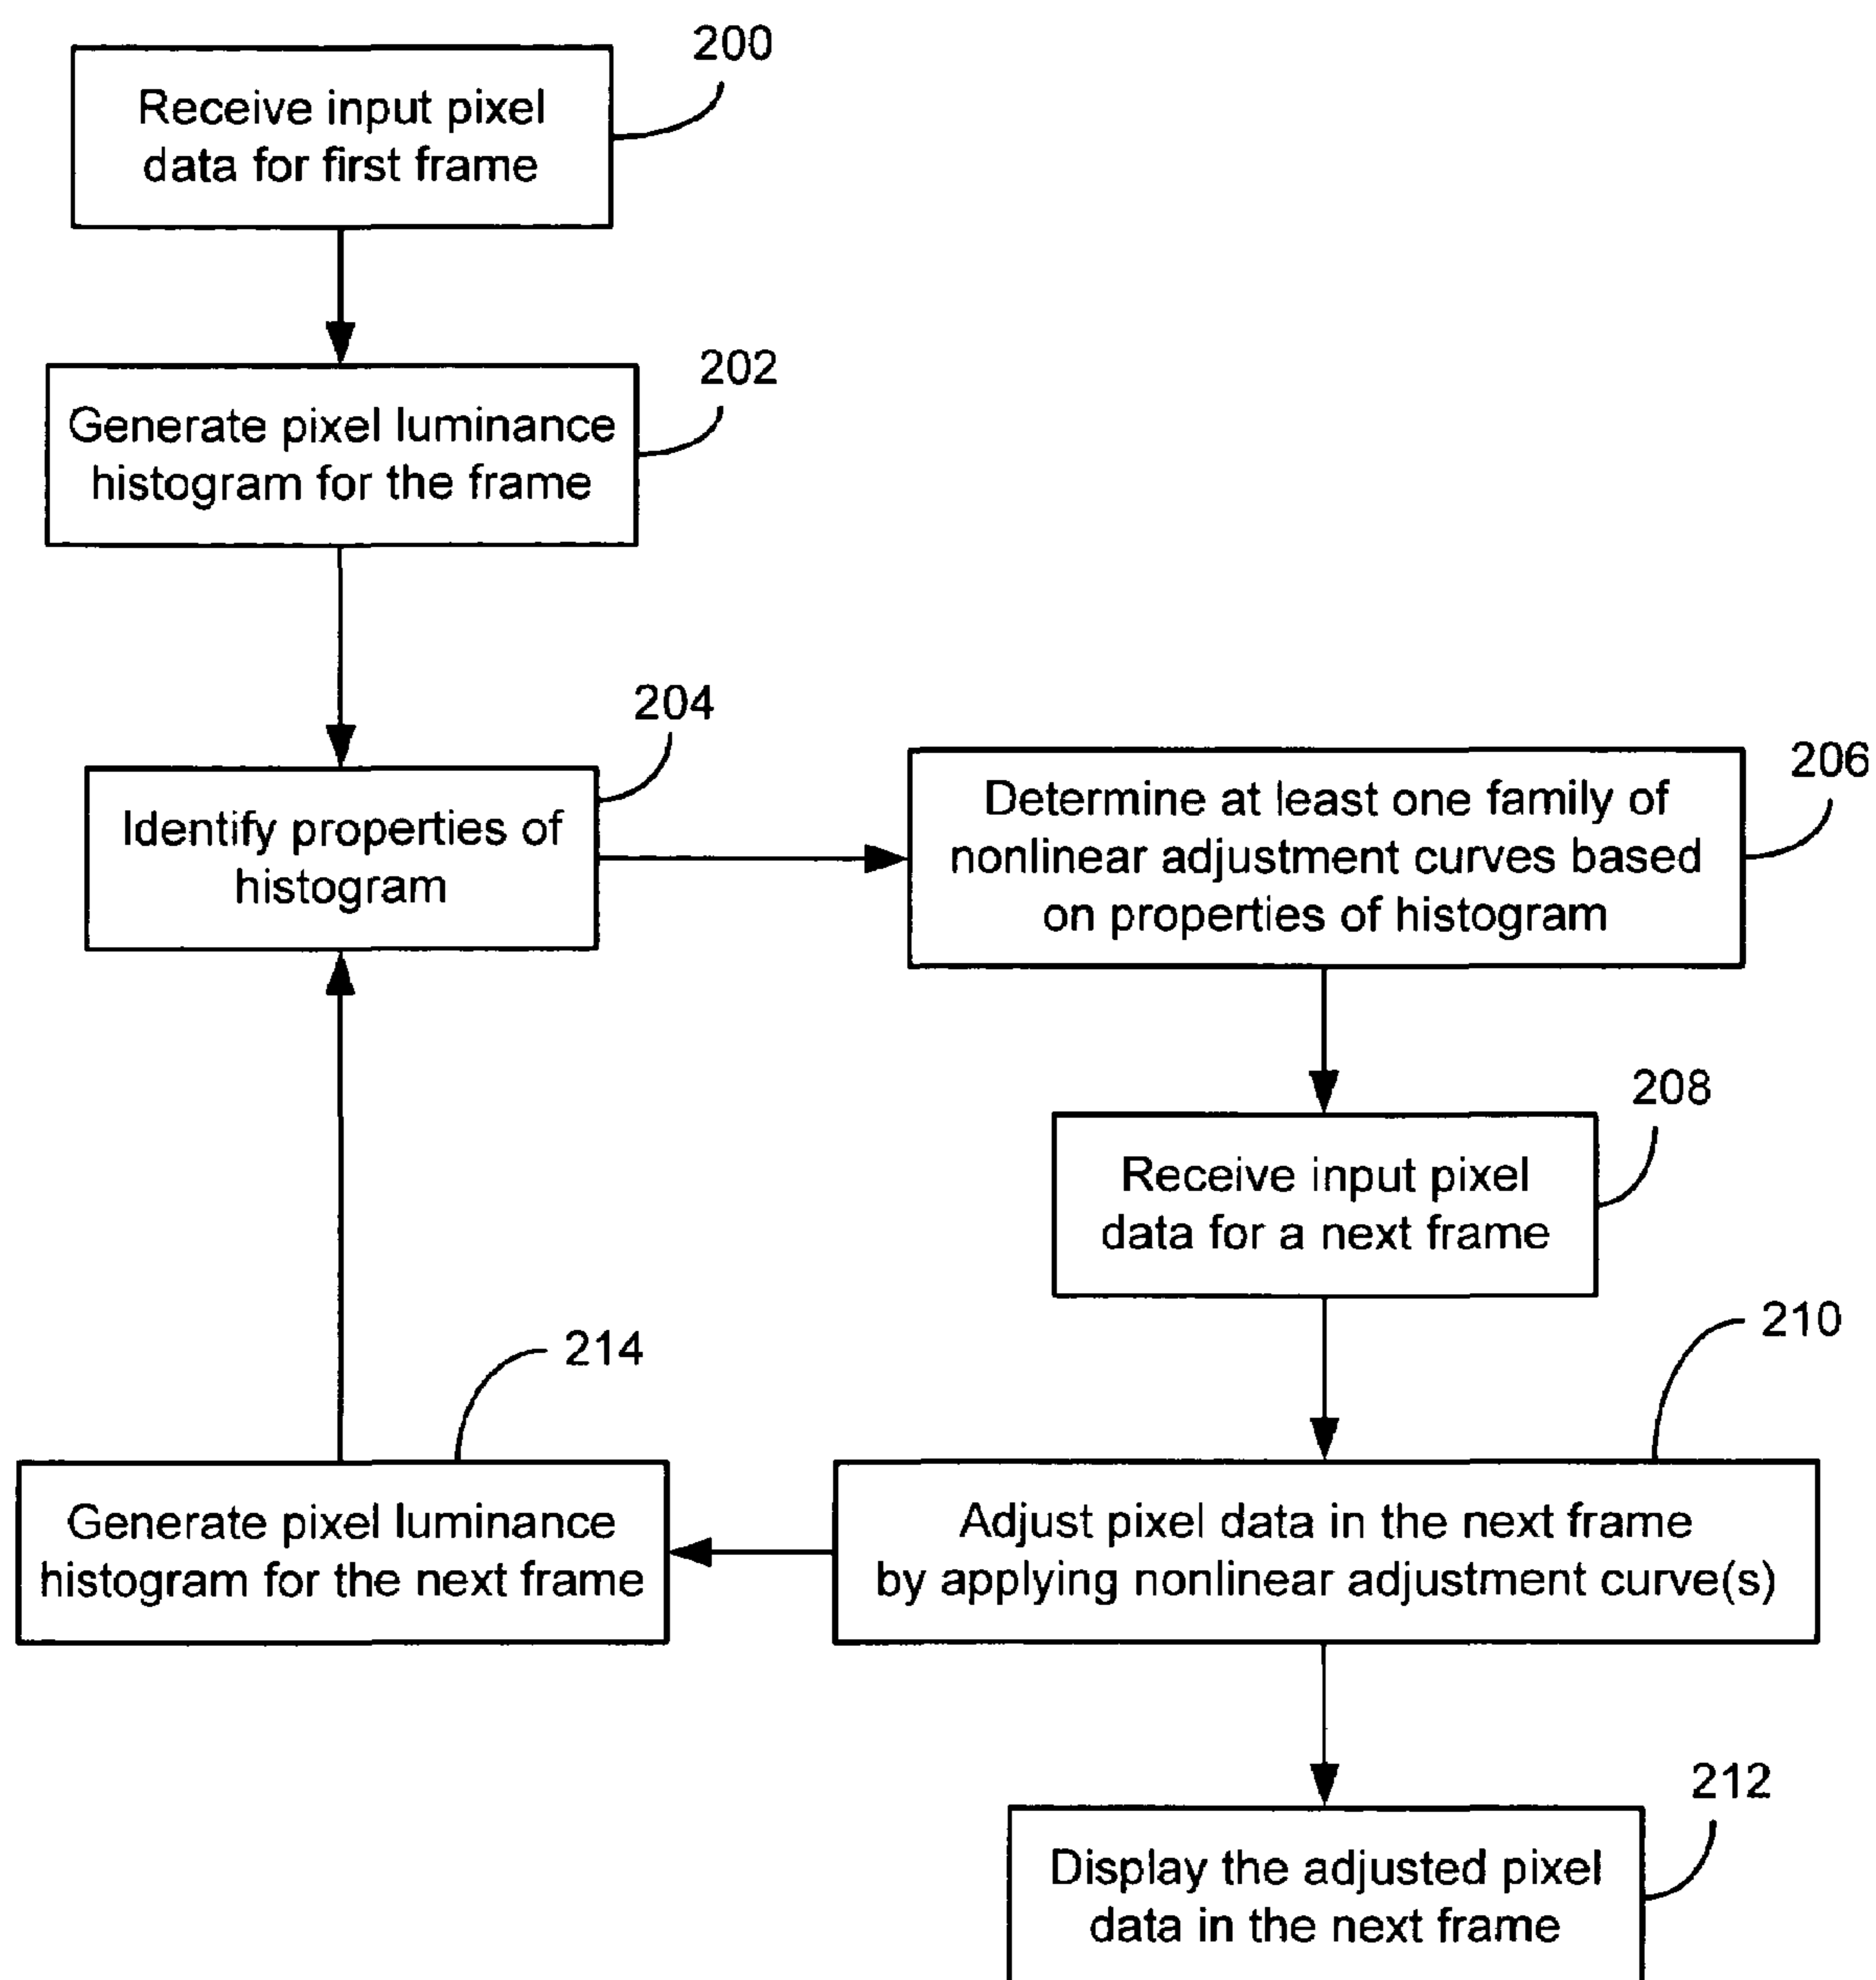 200
Receive input pixel
data for first frame
202
Generate pixel luminance
histogram for the frame
204
Identify properties of
histogram
206
Determine at least one family of
nonlinear adjustment curves based
on properties of histogram
208
Receive input pixel
data for a next frame
210
Adjust pixel data in the next frame
by applying nonlinear adjustment curve(s)
214
Generate pixel luminance
histogram for the next frame
212
Display the adjusted pixel
data in the next frame